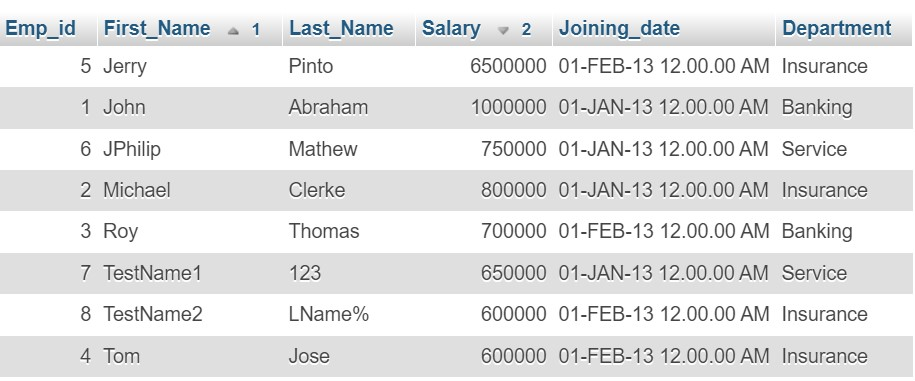 Emp_id First_Name 1 Last_Name Salary 2 Joining_date Department
5 Jerry Pinto 6500000 01-FEB-13 12.00.00 AM Insurance
1 John Abraham 1000000 01-JAN-13 12.00.00 AM Banking
6 JPhilip Mathew 750000 01-JAN-13 12.00.00 AM Service
2 Michael Clerke 800000 01-JAN-13 12.00.00 AM Insurance
3 Roy Thomas 700000 01-FEB-13 12.00.00 AM Banking
7 TestName1 123 650000 01-JAN-13 12.00.00 AM Service
8 TestName2 LName% 600000 01-FEB-13 12.00.00 AM Insurance
4 Tom Jose 600000 01-FEB-13 12.00.00 AM Insurance